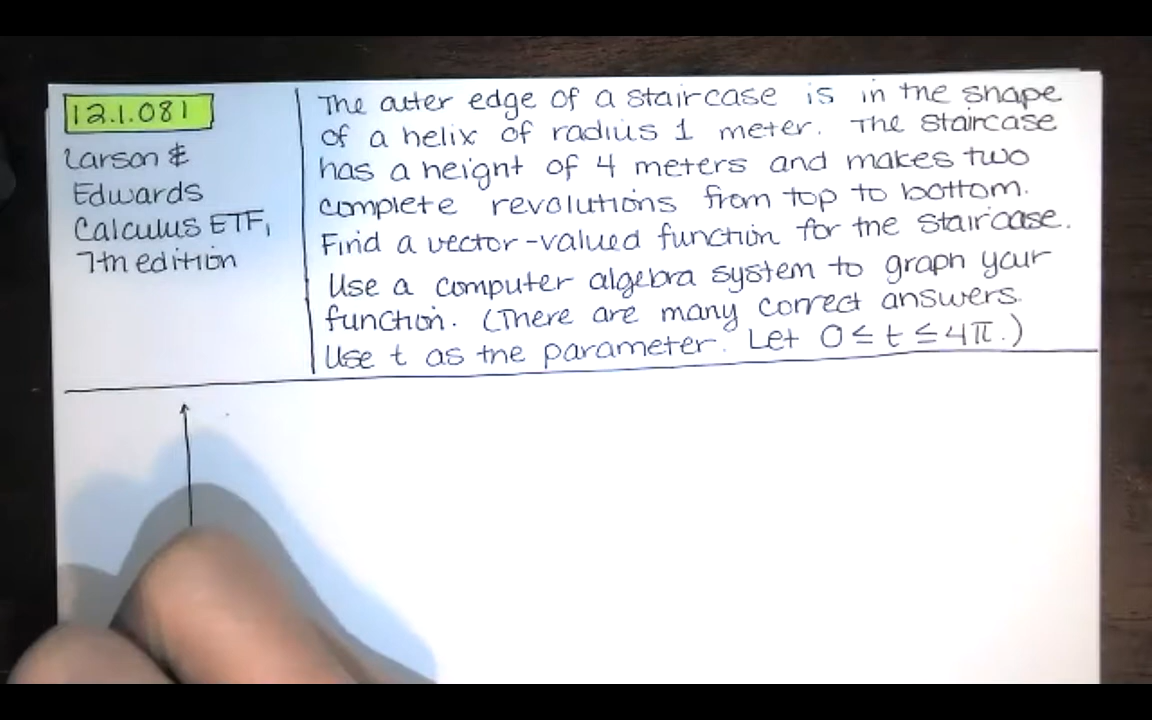 12.1.081
Larson &
Edwards
Calculus ETF,
7th edition
The outer edge of a staircase is in the shape
of a helix of radius 1 meter. The staircase
has a height of 4 meters and makes two
complete revolutions from top to bottom.
Find a vector-valued function for the staircase.
Use a computer algebra system to graph your
function. (There are many correct answers.
Use t as the parameter. Let 0 ≤ t ≤ 4π.)